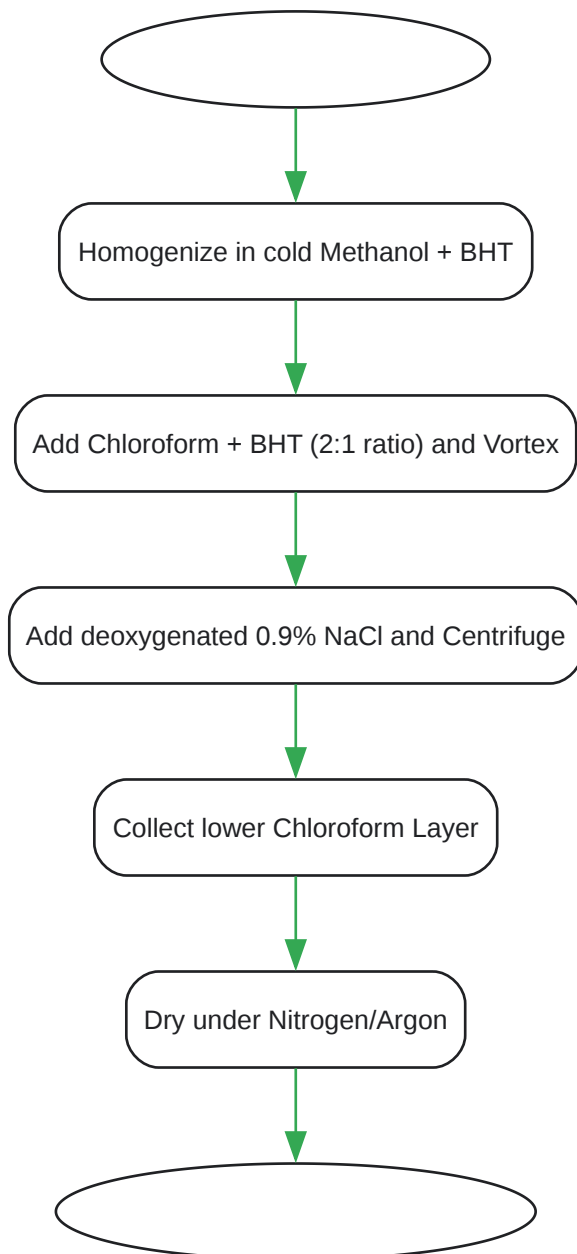 Homogenize in cold Methanol + BHT
Add Chloroform + BHT (2:1 ratio) and Vortex
Add deoxygenated 0.9% NaCl and Centrifuge
Collect lower Chloroform Layer
Dry under Nitrogen/Argon